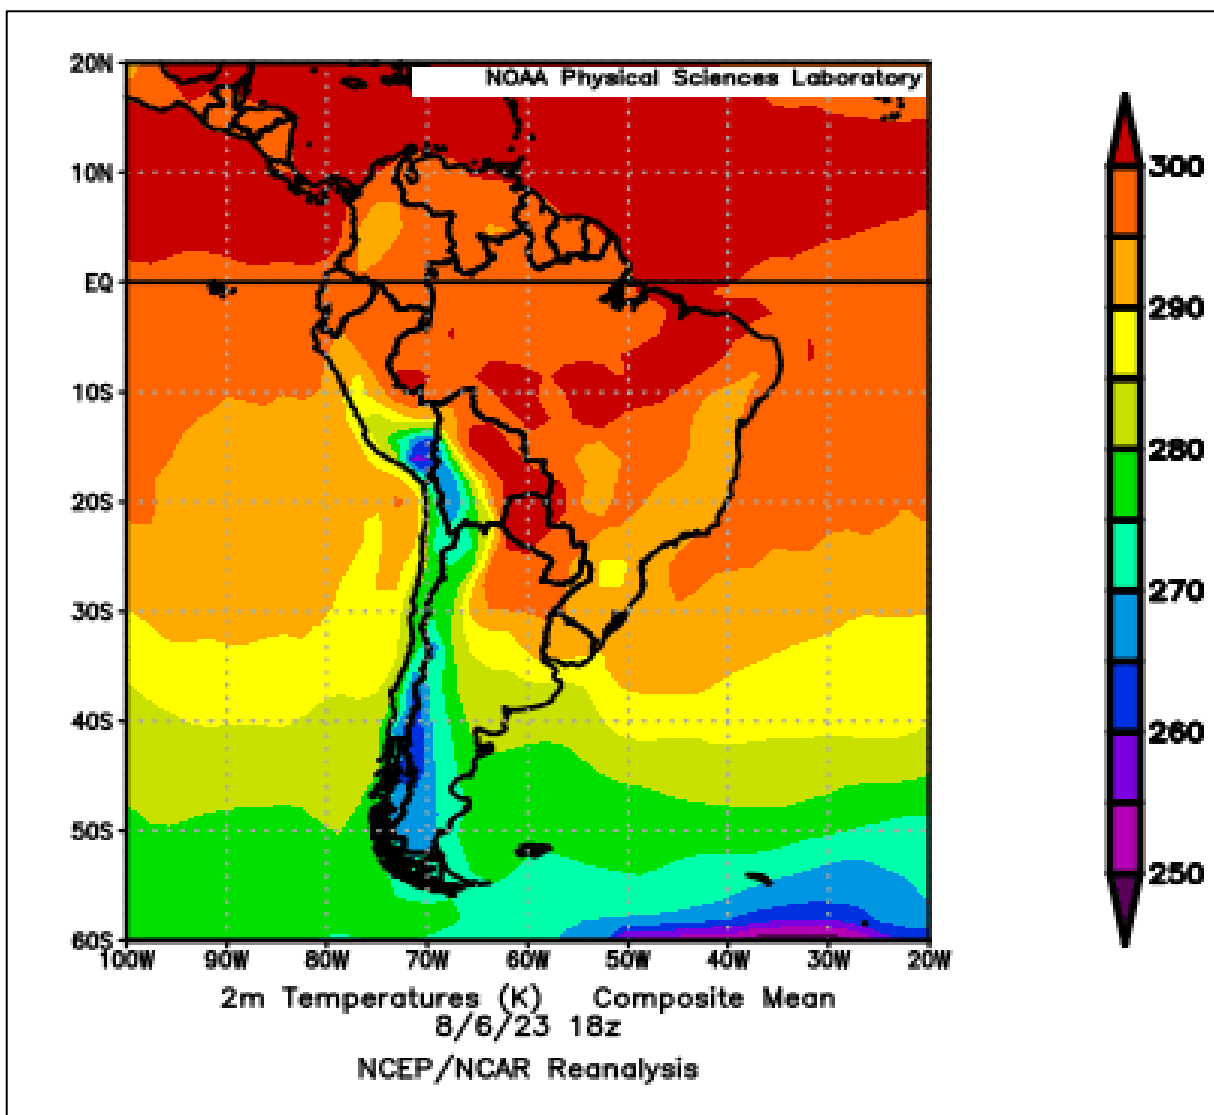 NOAA Physical Sciences Laboratory
20N
10N
EQ
10S
20S
30S
40S
50S
60S
100W 90W 80W 70W 60W 50W 40W 30W 20W
300
290
280
270
260
250
2m Temperatures (K) Composite Mean
8/6/23 18z
NCEP/NCAR Reanalysis